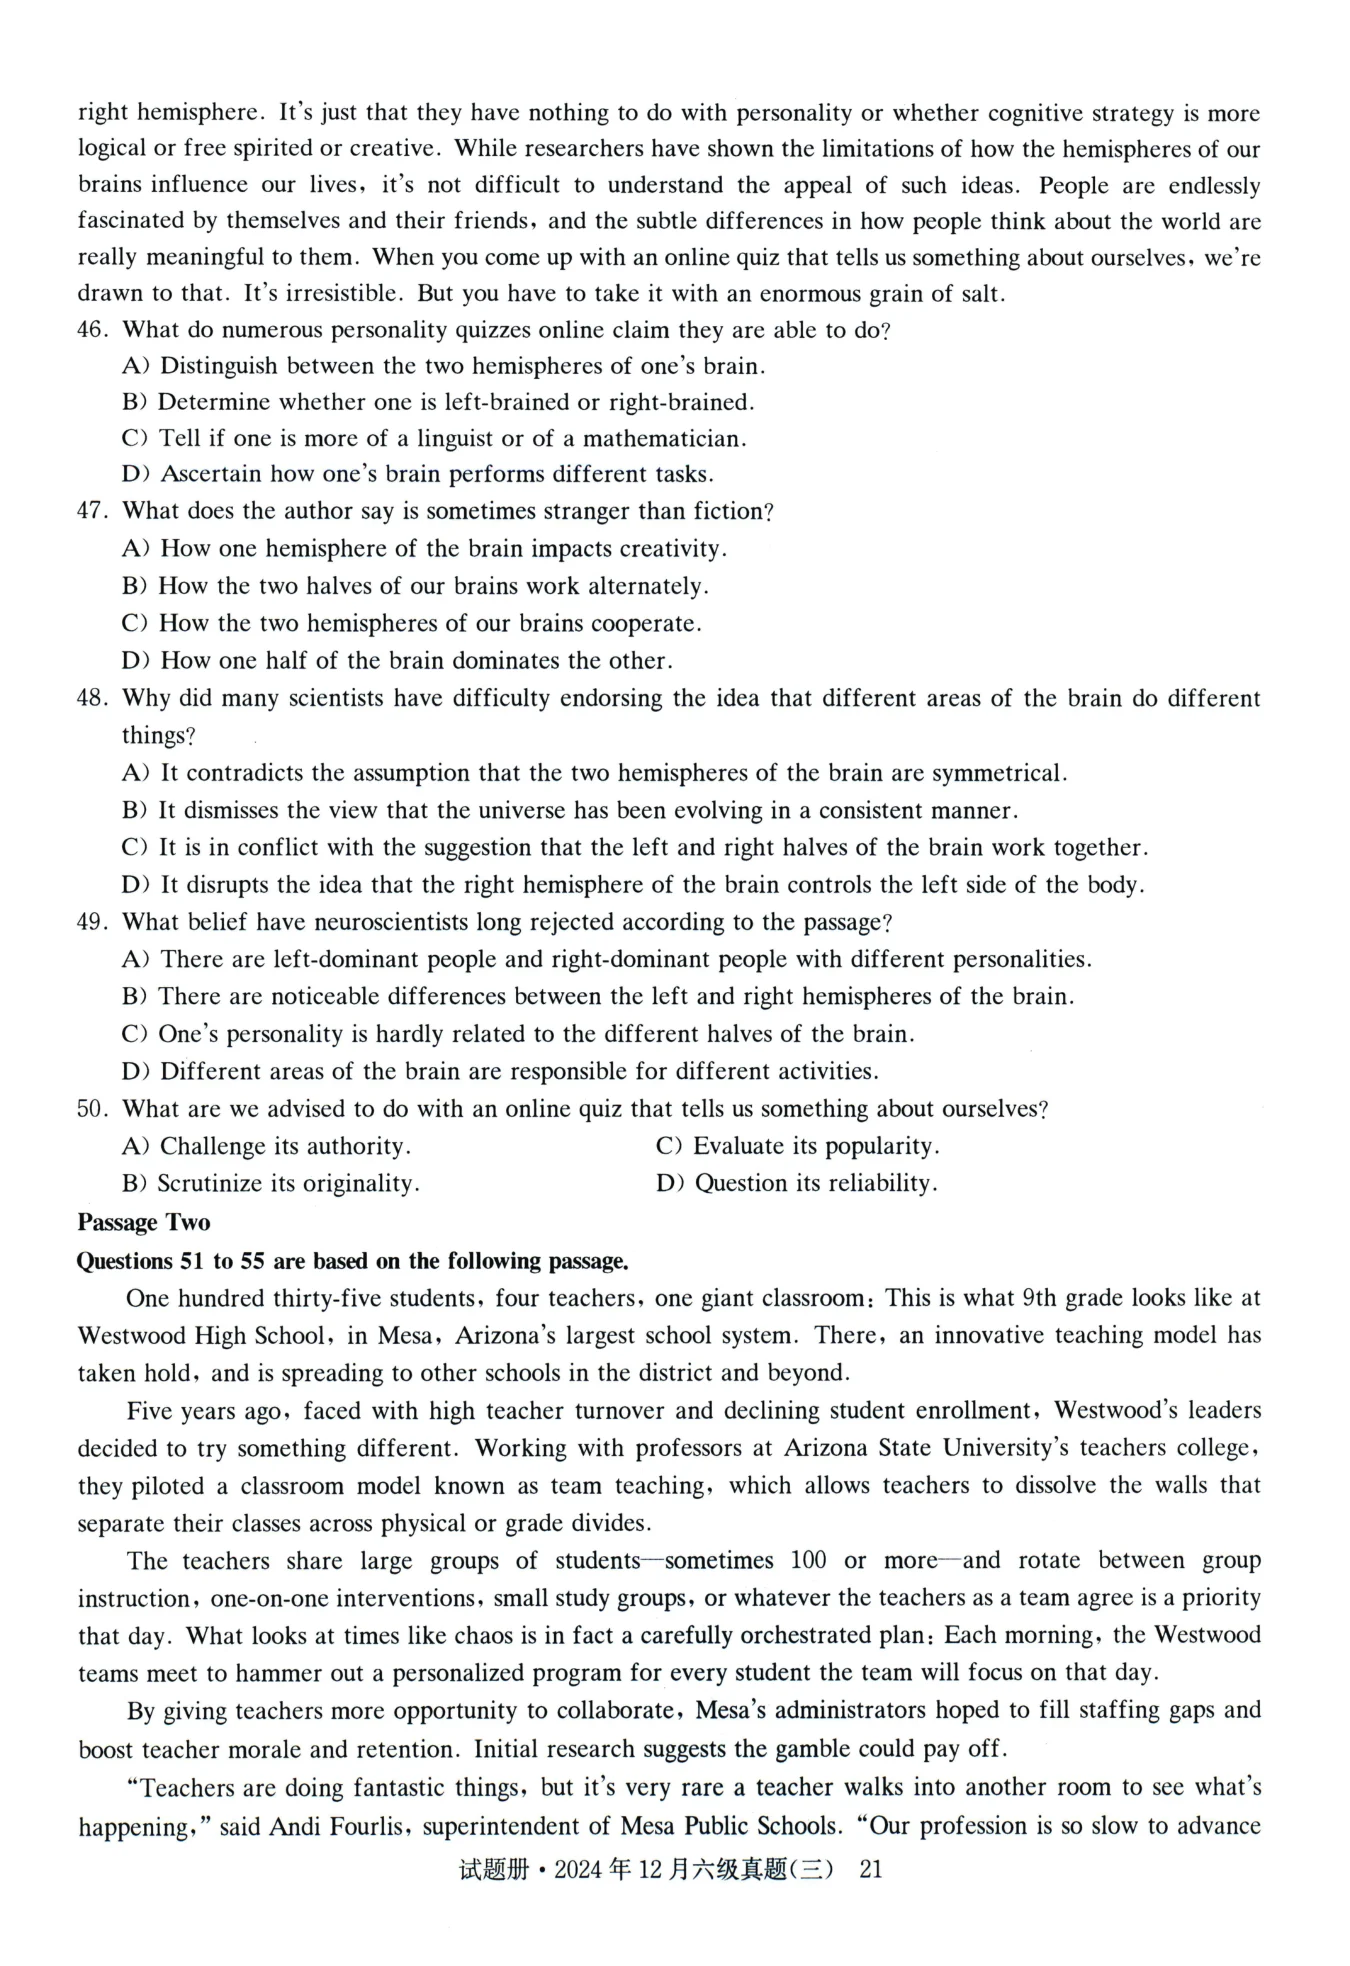 right hemisphere. It's just that they have nothing to do with personality or whether cognitive strategy is more
logical or free spirited or creative. While researchers have shown the limitations of how the hemispheres of our
brains influence our lives, it's not difficult to understand the appeal of such ideas. People are endlessly
fascinated by themselves and their friends, and the subtle differences in how people think about the world are
really meaningful to them. When you come up with an online quiz that tells us something about ourselves, we're
drawn to that. It's irresistible. But you have to take it with an enormous grain of salt.
46. What do numerous personality quizzes online claim they are able to do?
A) Distinguish between the two hemispheres of one's brain.
B) Determine whether one is left-brained or right-brained.
C) Tell if one is more of a linguist or of a mathematician.
D) Ascertain how one's brain performs different tasks.
47. What does the author say is sometimes stranger than fiction?
A) How one hemisphere of the brain impacts creativity.
B) How the two halves of our brains work alternately.
C) How the two hemispheres of our brains cooperate.
D) How one half of the brain dominates the other.
48. Why did many scientists have difficulty endorsing the idea that different areas of the brain do different
things?
A) It contradicts the assumption that the two hemispheres of the brain are symmetrical.
B) It dismisses the view that the universe has been evolving in a consistent manner.
C) It is in conflict with the suggestion that the left and right halves of the brain work together.
D) It disrupts the idea that the right hemisphere of the brain controls the left side of the body.
49. What belief have neuroscientists long rejected according to the passage?
A) There are left-dominant people and right-dominant people with different personalities.
B) There are noticeable differences between the left and right hemispheres of the brain.
C) One's personality is hardly related to the different halves of the brain.
D) Different areas of the brain are responsible for different activities.
50. What are we advised to do with an online quiz that tells us something about ourselves?
A) Challenge its authority. C) Evaluate its popularity.
B) Scrutinize its originality. D) Question its reliability.
Passage Two
Questions 51 to 55 are based on the following passage.
One hundred thirty-five students, four teachers, one giant classroom: This is what 9th grade looks like at
Westwood High School, in Mesa, Arizona's largest school system. There, an innovative teaching model has
taken hold, and is spreading to other schools in the district and beyond.
Five years ago, faced with high teacher turnover and declining student enrollment, Westwood's leaders
decided to try something different. Working with professors at Arizona State University's teachers college,
they piloted a classroom model known as team teaching, which allows teachers to dissolve the walls that
separate their classes across physical or grade divides.
The teachers share large groups of students—sometimes 100 or more—and rotate between group
instruction, one-on-one interventions, small study groups, or whatever the teachers as a team agree is a priority
that day. What looks at times like chaos is in fact a carefully orchestrated plan: Each morning, the Westwood
teams meet to hammer out a personalized program for every student the team will focus on that day.
By giving teachers more opportunity to collaborate, Mesa's administrators hoped to fill staffing gaps and
boost teacher morale and retention. Initial research suggests the gamble could pay off.
"Teachers are doing fantastic things, but it's very rare a teacher walks into another room to see what's
happening," said Andi Fourlis, superintendent of Mesa Public Schools. "Our profession is so slow to advance
试题册·2024年12月六级真题(三) 21